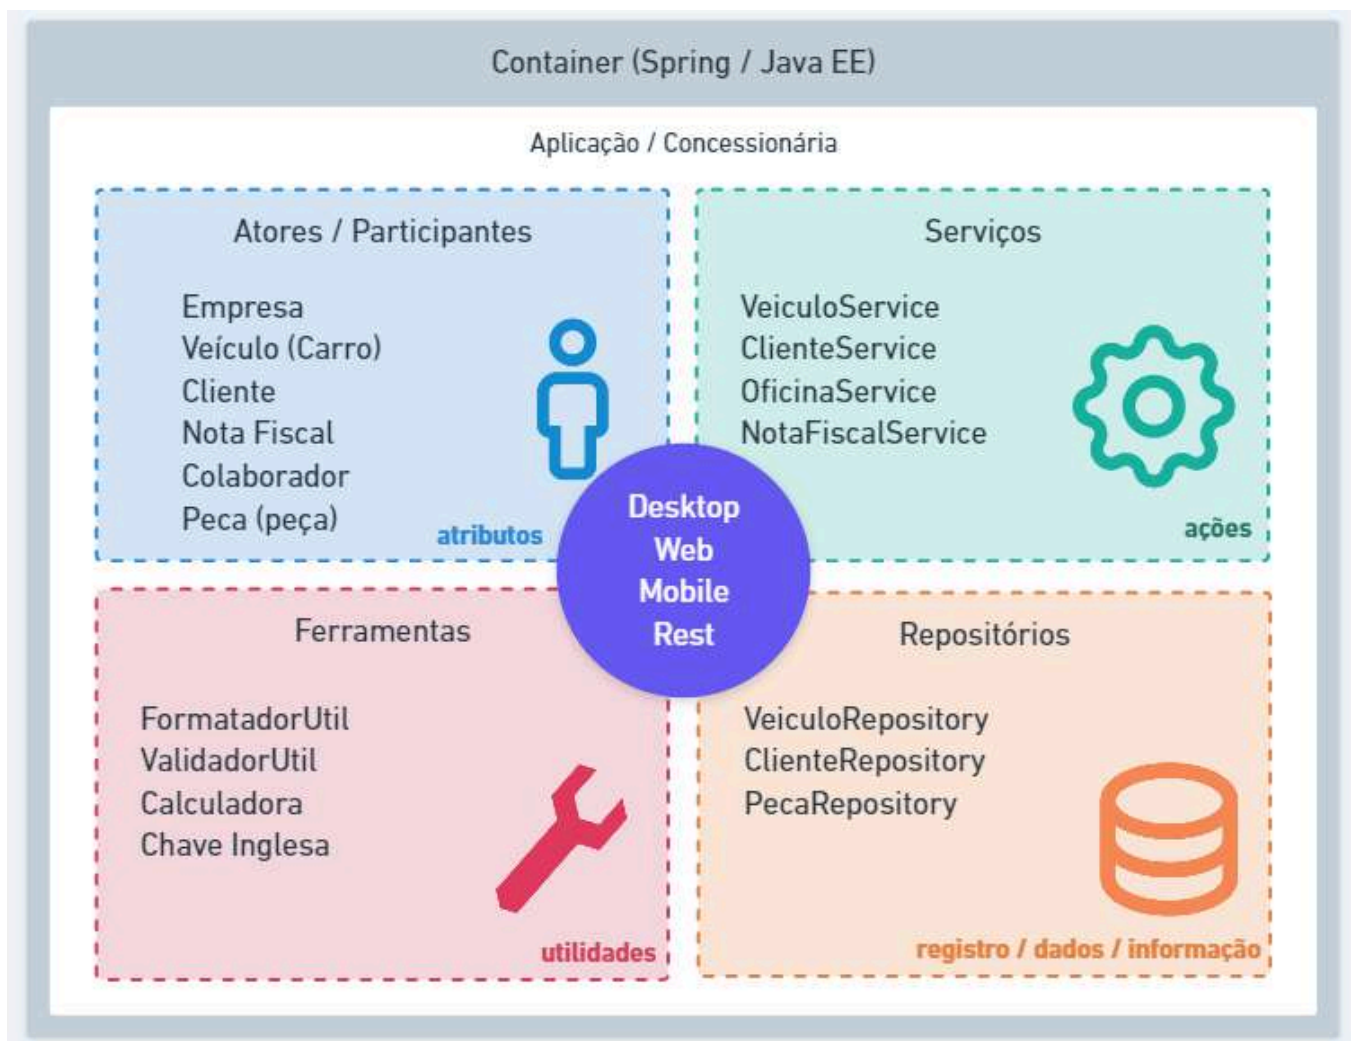 Container (Spring / Java EE)
Aplicação / Concessionária
Atores / Participantes
Empresa
Veículo (Carro)
Cliente
Nota Fiscal
Colaborador
Peca (peça)
atributos
Serviços
VeiculoService
ClienteService
OficinaService
NotaFiscalService
ações
Desktop
Web
Mobile
Rest
Ferramentas
FormatadorUtil
ValidadorUtil
Calculadora
Chave Inglesa
utilidades
Repositórios
VeiculoRepository
ClienteRepository
PecaRepository
registro / dados / informação